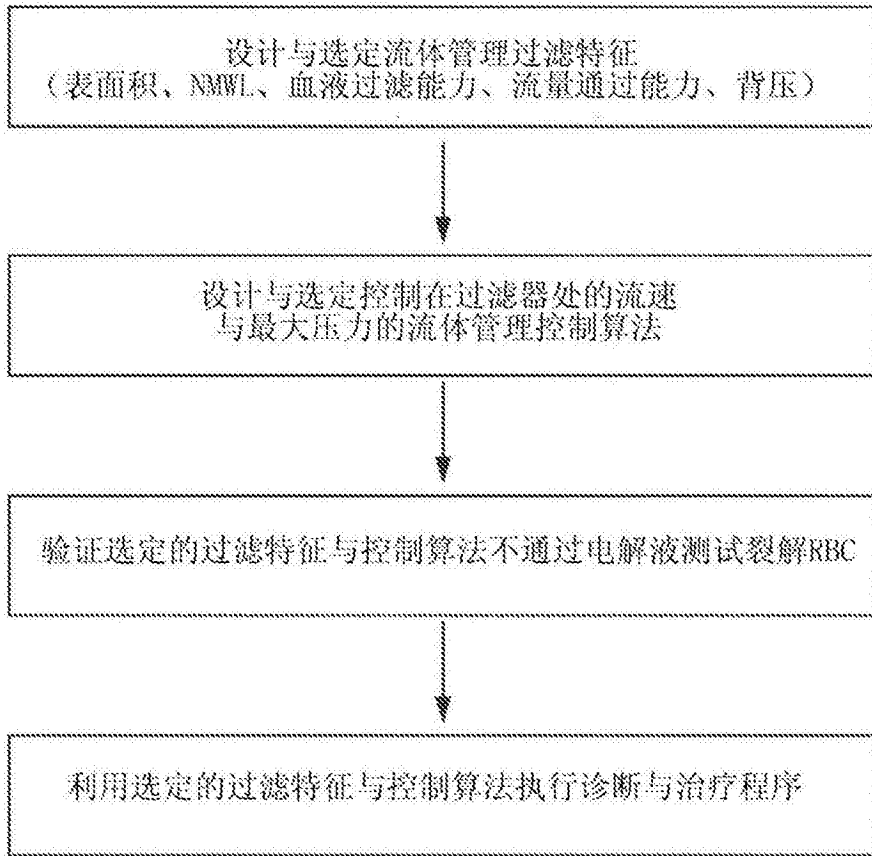 设计与选定流体管理过滤特征
（表面积、NMWL、血液过滤能力、流量通过能力、背压）
设计与选定控制在过滤器处的流速
与最大压力的流体管理控制算法
验证选定的过滤特征与控制算法不通过电解液测试裂解RBC
利用选定的过滤特征与控制算法执行诊断与治疗程序